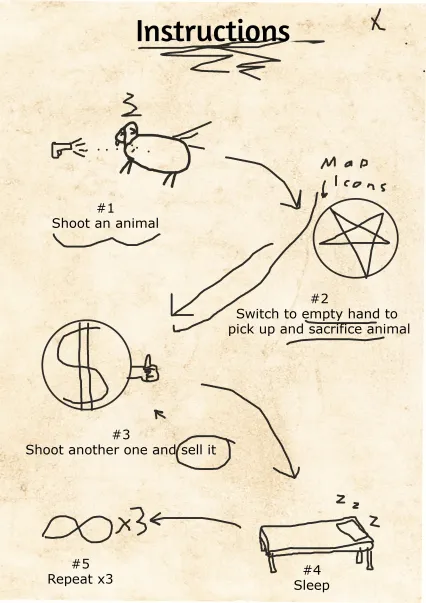 Instructions
#1
Shoot an animal
Map
Icons
#2
Switch to empty hand to
pick up and sacrifice animal
#3
Shoot another one and sell it
z z z
x3
#5
Repeat x3
#4
Sleep